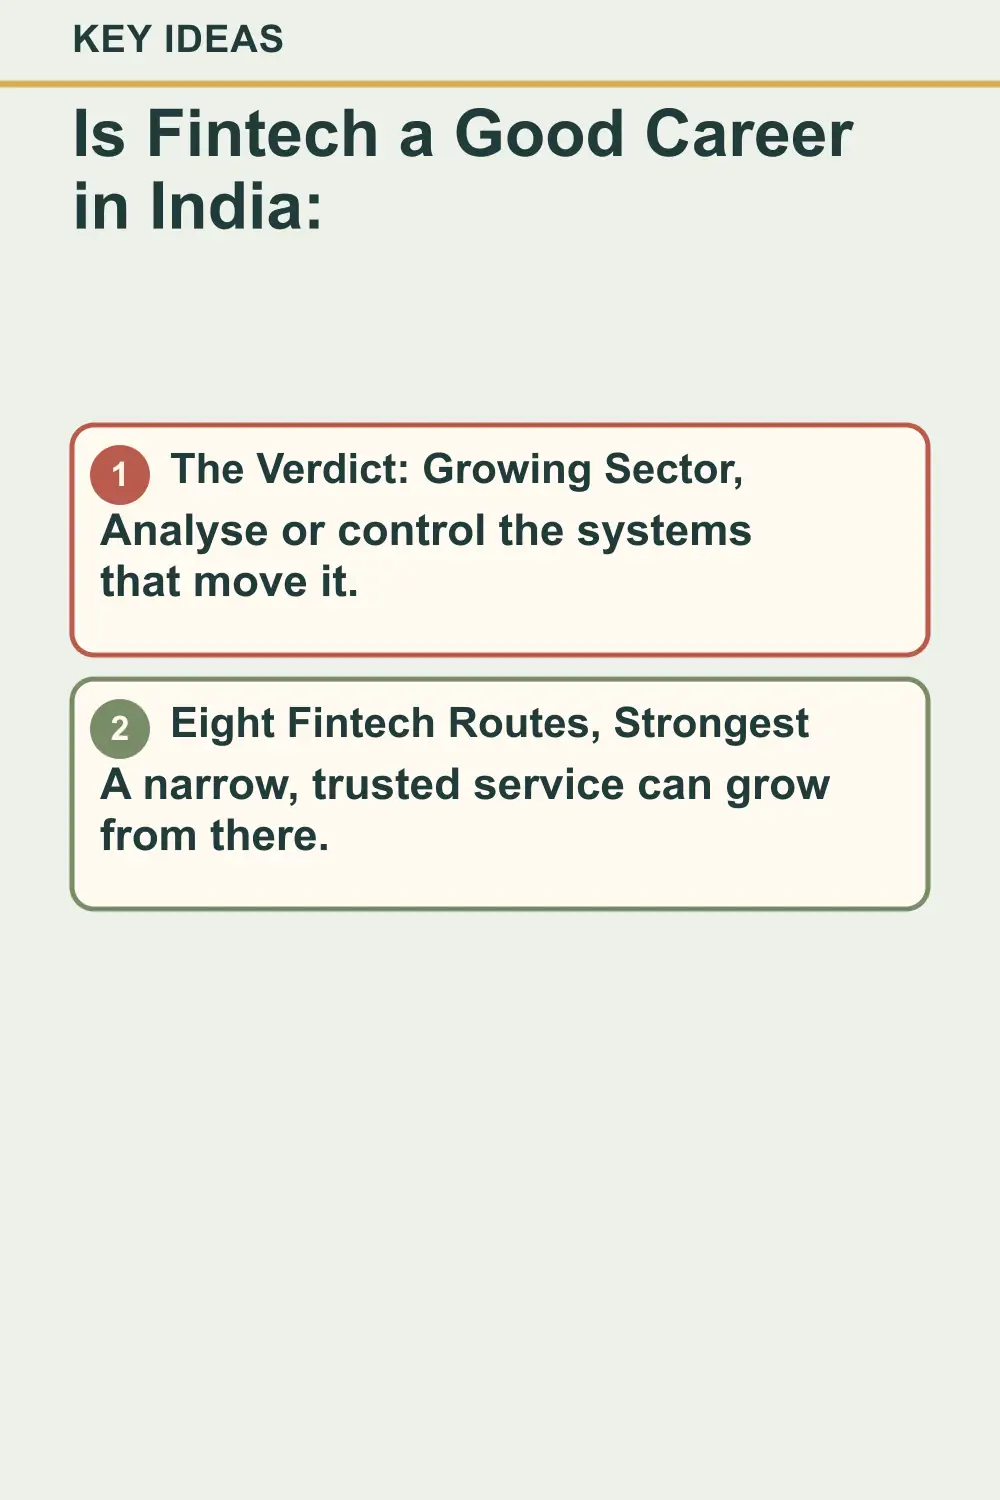 KEY IDEAS
Is Fintech a Good Career
in India:
1 The Verdict: Growing Sector,
Analyse or control the systems
that move it.
2 Eight Fintech Routes, Strongest
A narrow, trusted service can grow
from there.